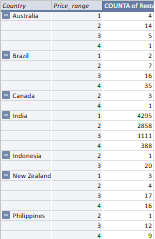 Country Price_range COUNTA of Resta
Australia 1 4
2 14
3 5
4 1
Brazil 1 2
2 7
3 16
4 35
Canada 2 3
4 1
India 1 4295
2 2858
3 1111
4 388
Indonesia 2 1
3 20
New Zealand 1 3
2 4
3 17
4 16
Philippines 2 1
3 12
4 9